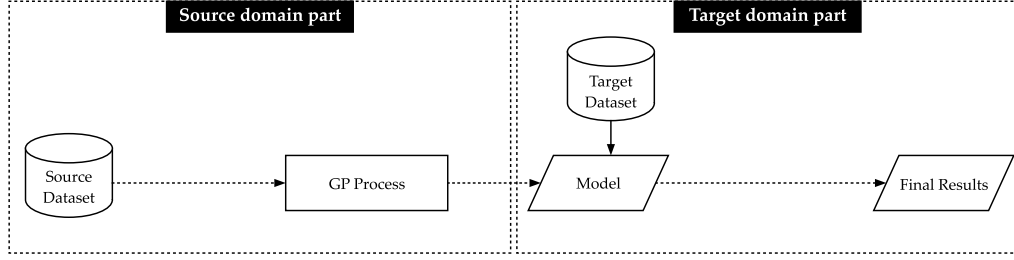 Source domain part
Target domain part
Target
Dataset
Source
Dataset
GP Process
Model
Final Results